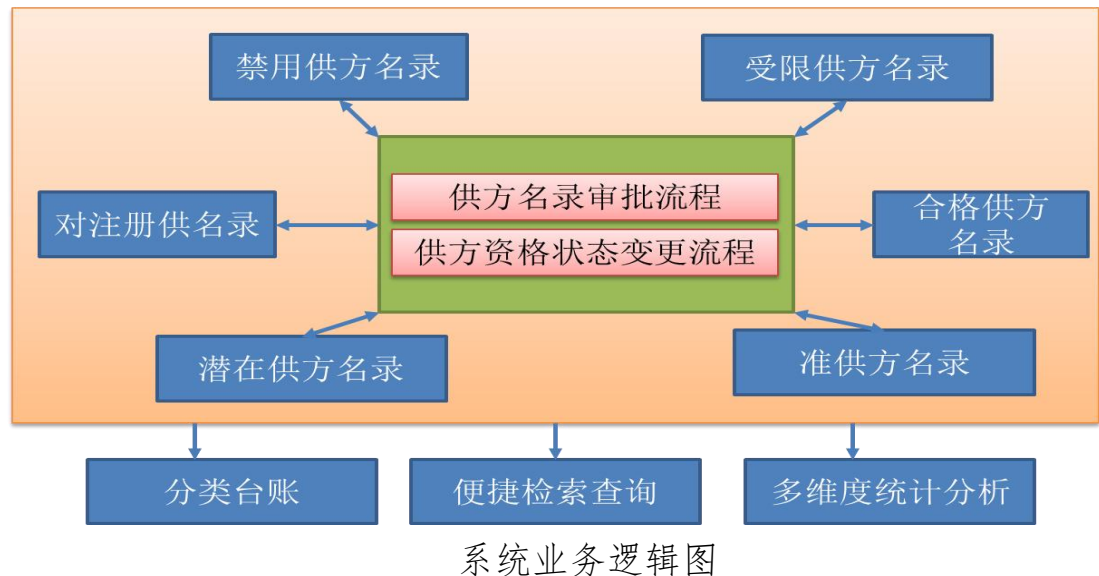 禁用供方名录
受限供方名录
供方名录审批流程
对注册供名录
合格供方
名录
供方资格状态变更流程
潜在供方名录
准供方名录
分类台账
便捷检索查询
多维度统计分析
系统业务逻辑图